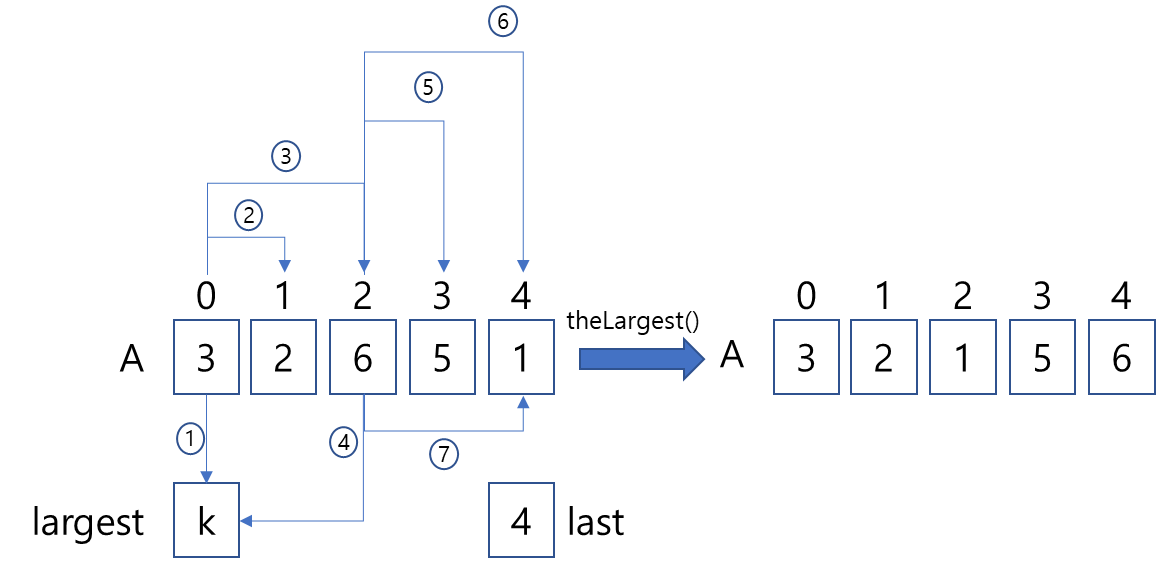 ⑥
⑤
③
②
0 1 2 3 4
theLargest()
0 1 2 3 4
A 3 2 6 5 1
A 3 2 1 5 6
① ④ ⑦
largest k
4 last